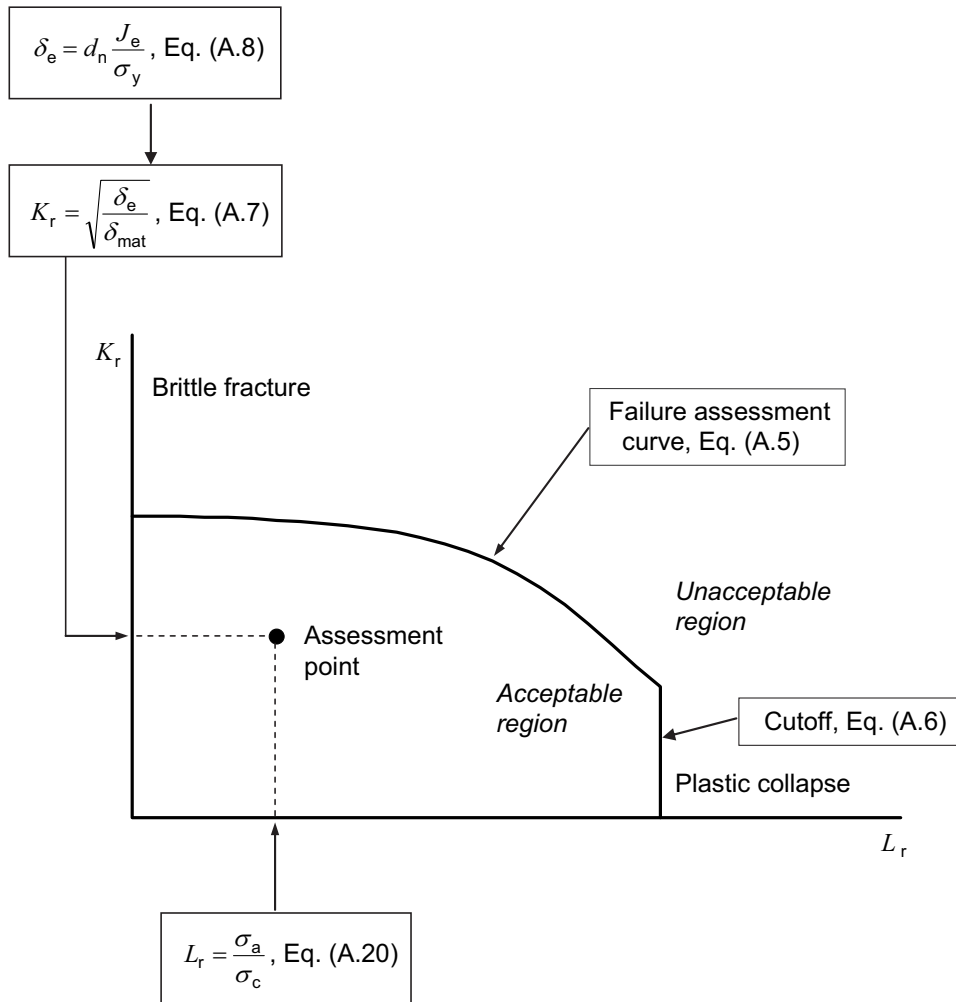 δe = dn Je/σy, Eq. (A.8)
Kr = √(δe/δmat), Eq. (A.7)
Kr
Brittle fracture
Failure assessment
curve, Eq. (A.5)
Unacceptable
region
Assessment
point
Acceptable
region
Cutoff, Eq. (A.6)
Plastic collapse
Lr
Lr = σa/σc, Eq. (A.20)